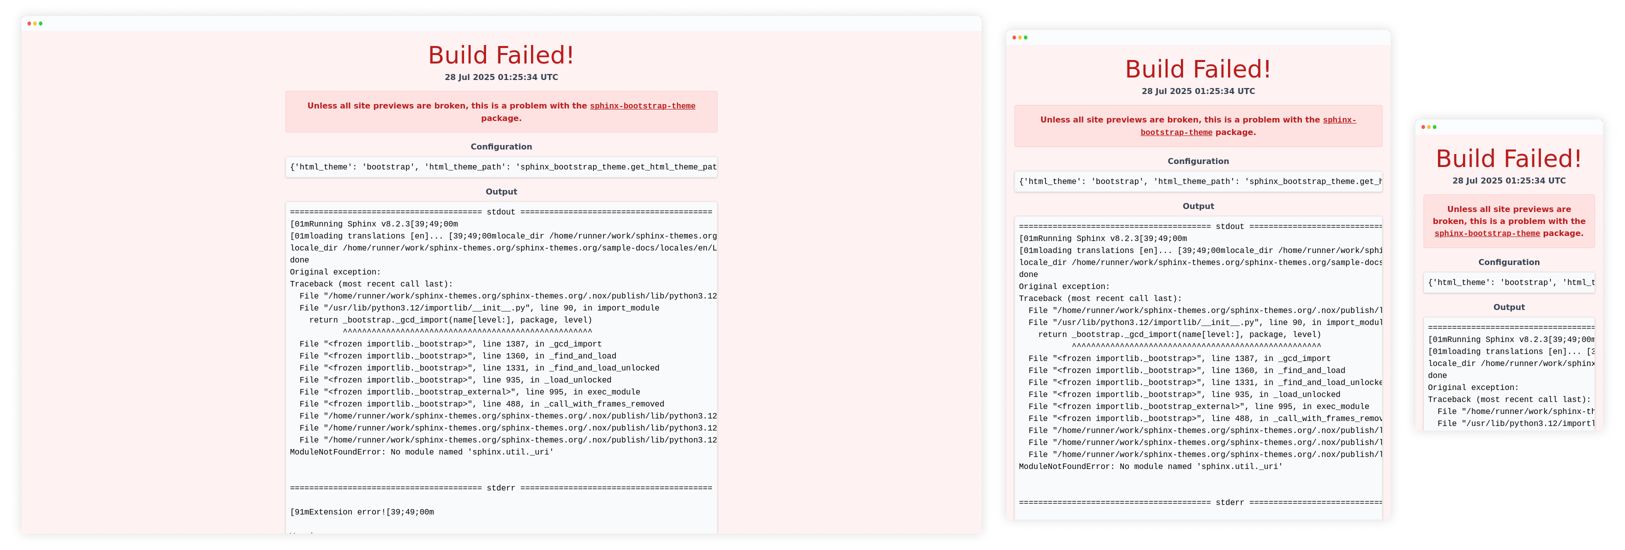 Build Failed!
28 Jul 2025 01:25:34 UTC
Unless all site previews are broken, this is a problem with the sphinx-bootstrap-theme
package.
Configuration
{'html_theme': 'bootstrap', 'html_theme_path': 'sphinx_bootstrap_theme.get_html_theme_pat
Output
======================================== stdout ========================================
[01mRunning Sphinx v8.2.3[39;49;00m
[01mloading translations [en]... [39;49;00mlocale_dir /home/runner/work/sphinx-themes.org
locale_dir /home/runner/work/sphinx-themes.org/sphinx-themes.org/sample-docs/locales/en/L
done
Original exception:
Traceback (most recent call last):
  File "/home/runner/work/sphinx-themes.org/sphinx-themes.org/.nox/publish/lib/python3.12
  File "/usr/lib/python3.12/importlib/__init__.py", line 90, in import_module
    return _bootstrap._gcd_import(name[level:], package, level)
           ^^^^^^^^^^^^^^^^^^^^^^^^^^^^^^^^^^^^^^^^^^^^^^^^^^^^
  File "<frozen importlib._bootstrap>", line 1387, in _gcd_import
  File "<frozen importlib._bootstrap>", line 1360, in _find_and_load
  File "<frozen importlib._bootstrap>", line 1331, in _find_and_load_unlocked
  File "<frozen importlib._bootstrap>", line 935, in _load_unlocked
  File "<frozen importlib._bootstrap_external>", line 995, in exec_module
  File "<frozen importlib._bootstrap>", line 488, in _call_with_frames_removed
  File "/home/runner/work/sphinx-themes.org/sphinx-themes.org/.nox/publish/lib/python3.12
  File "/home/runner/work/sphinx-themes.org/sphinx-themes.org/.nox/publish/lib/python3.12
  File "/home/runner/work/sphinx-themes.org/sphinx-themes.org/.nox/publish/lib/python3.12
ModuleNotFoundError: No module named 'sphinx.util._uri'
======================================== stderr ========================================
[91mExtension error![39;49;00m
Build Failed!
28 Jul 2025 01:25:34 UTC
Unless all site previews are broken, this is a problem with the sphinx-
bootstrap-theme package.
Configuration
{'html_theme': 'bootstrap', 'html_theme_path': 'sphinx_bootstrap_theme.get_h
Output
======================================== stdout ============================
[01mRunning Sphinx v8.2.3[39;49;00m
[01mloading translations [en]... [39;49;00mlocale_dir /home/runner/work/sphi
locale_dir /home/runner/work/sphinx-themes.org/sphinx-themes.org/sample-docs
done
Original exception:
Traceback (most recent call last):
  File "/home/runner/work/sphinx-themes.org/sphinx-themes.org/.nox/publish/l
  File "/usr/lib/python3.12/importlib/__init__.py", line 90, in import_modul
    return _bootstrap._gcd_import(name[level:], package, level)
           ^^^^^^^^^^^^^^^^^^^^^^^^^^^^^^^^^^^^^^^^^^^^^^^^^^^^
  File "<frozen importlib._bootstrap>", line 1387, in _gcd_import
  File "<frozen importlib._bootstrap>", line 1360, in _find_and_load
  File "<frozen importlib._bootstrap>", line 1331, in _find_and_load_unlocke
  File "<frozen importlib._bootstrap>", line 935, in _load_unlocked
  File "<frozen importlib._bootstrap_external>", line 995, in exec_module
  File "<frozen importlib._bootstrap>", line 488, in _call_with_frames_remov
  File "/home/runner/work/sphinx-themes.org/sphinx-themes.org/.nox/publish/l
  File "/home/runner/work/sphinx-themes.org/sphinx-themes.org/.nox/publish/l
  File "/home/runner/work/sphinx-themes.org/sphinx-themes.org/.nox/publish/l
ModuleNotFoundError: No module named 'sphinx.util._uri'
======================================== stderr ============================
Build Failed!
28 Jul 2025 01:25:34 UTC
Unless all site previews are
broken, this is a problem with the
sphinx-bootstrap-theme package.
Configuration
{'html_theme': 'bootstrap', 'html_t
Output
===================================
[01mRunning Sphinx v8.2.3[39;49;00m
[01mloading translations [en]... [3
locale_dir /home/runner/work/sphinx
done
Original exception:
Traceback (most recent call last):
  File "/home/runner/work/sphinx-th
  File "/usr/lib/python3.12/importl